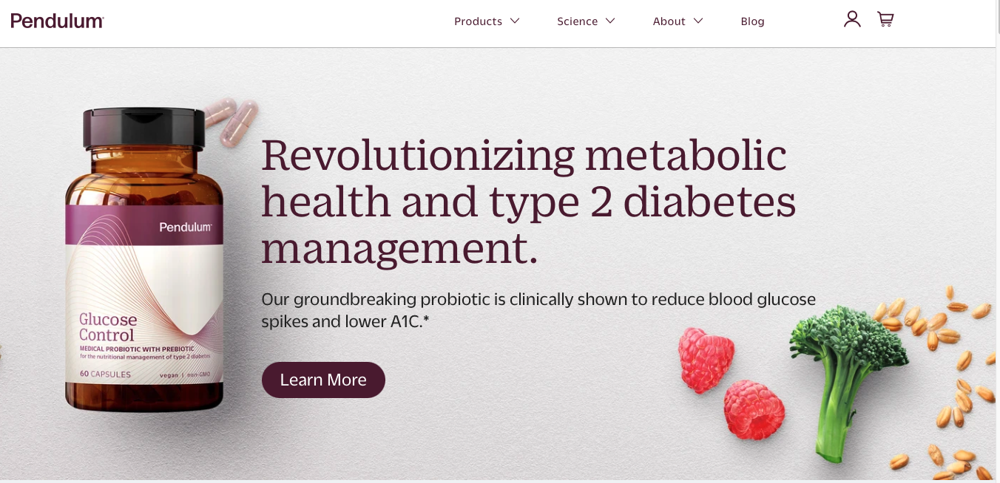 Pendulum
Products
Science
About
Blog
Revolutionizing metabolic
health and type 2 diabetes
management.
Our groundbreaking probiotic is clinically shown to reduce blood glucose
spikes and lower A1C.*
Learn More
Pendulum
Glucose
Control
MEDICAL PROBIOTIC WITH PREBIOTIC
for the nutritional management of type 2 diabetes
60 CAPSULES
vegan | non-GMO